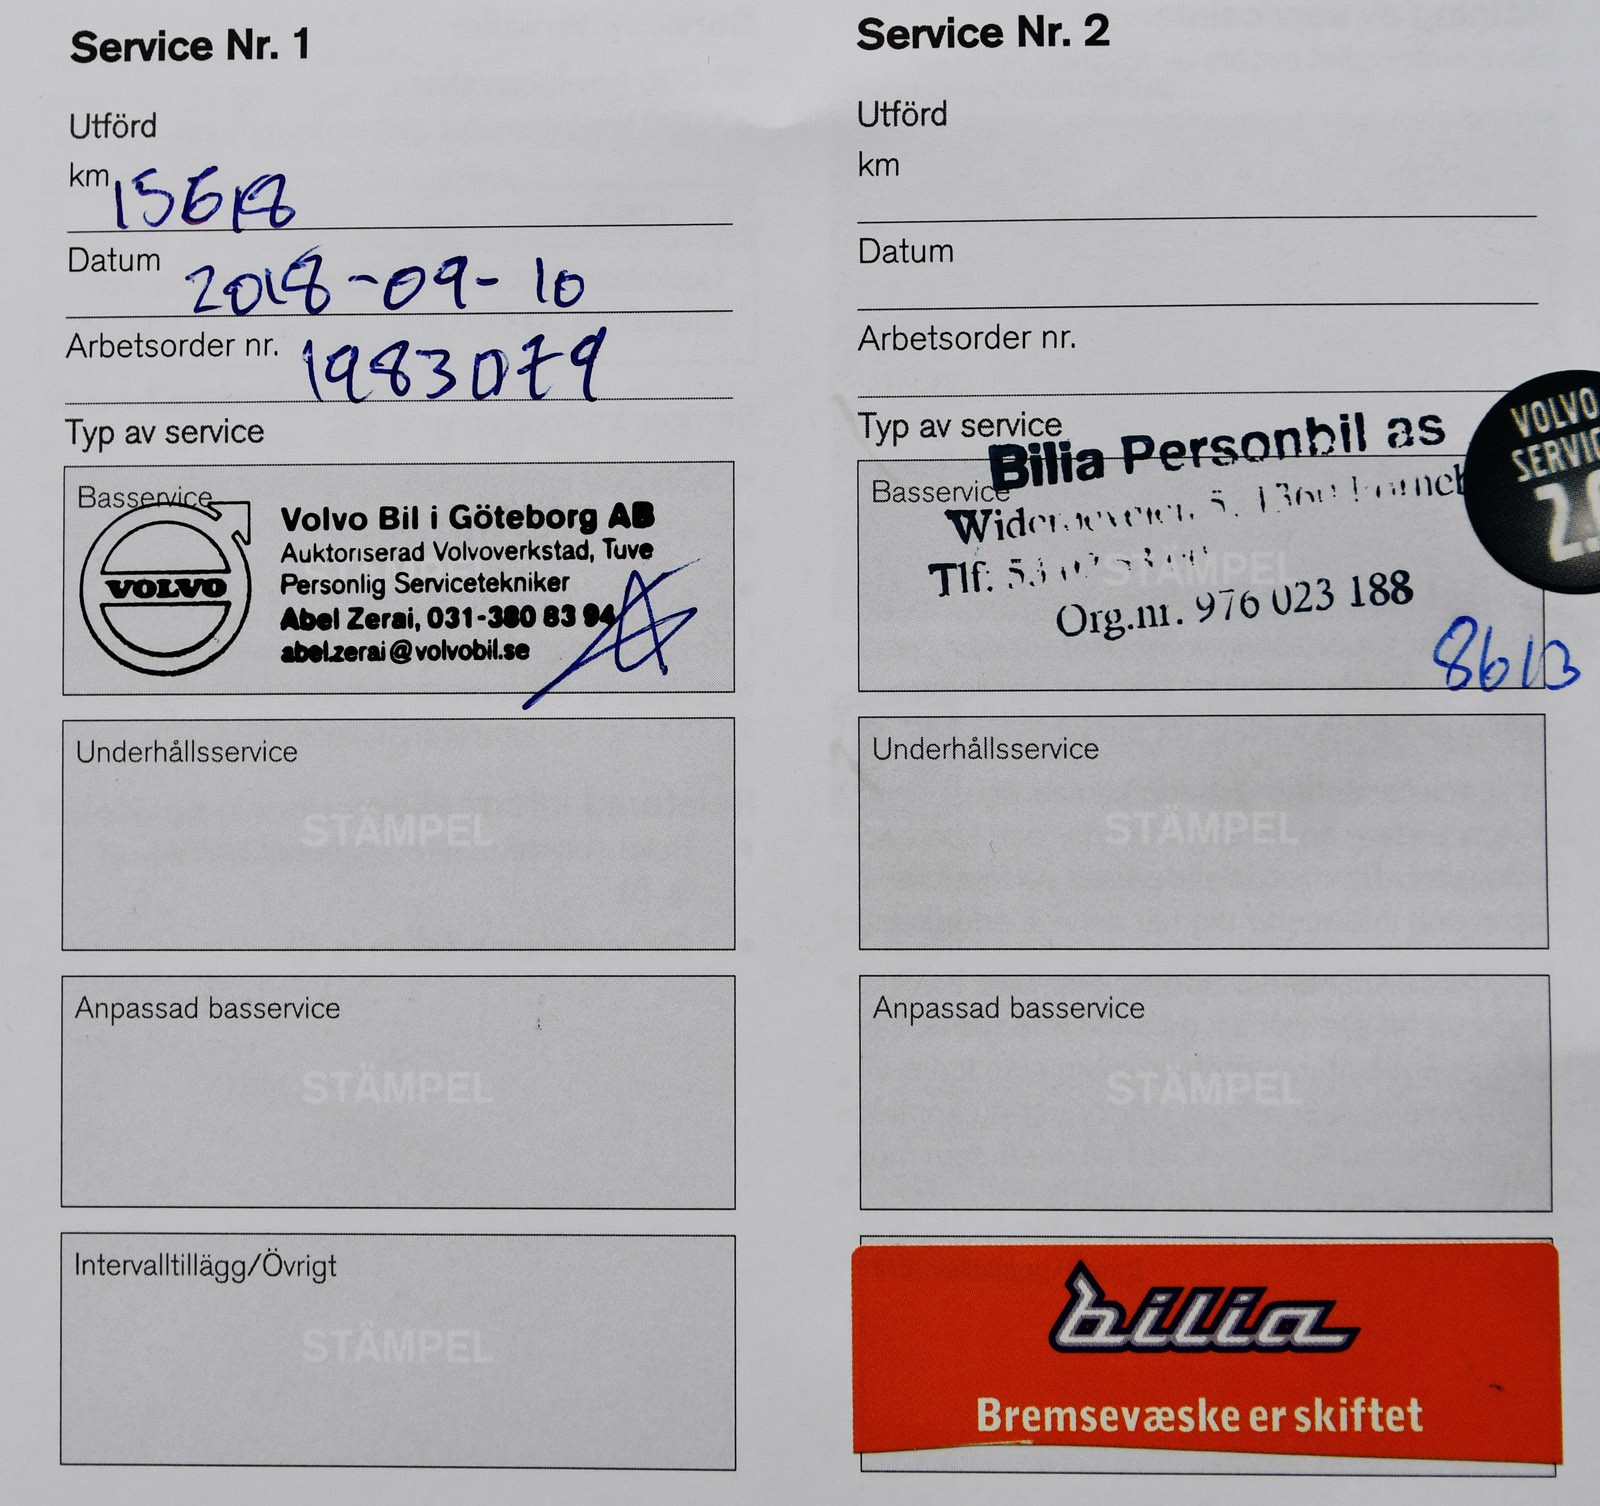 Service Nr. 1
Utförd
km 15618
Datum 2018-09-10
Arbetsorder nr. 1983079
Typ av service
Basservice
VOLVO
Volvo Bil i Göteborg AB
Auktoriserad Volvoverkstad, Tuve
Personlig Servicetekniker
Abel Zerai, 031-380 83 94
abel.zerai@volvobil.se
Underhållsservice
STÄMPEL
Anpassad basservice
STÄMPEL
Intervalltillägg/Övrigt
STÄMPEL
Service Nr. 2
Utförd
km
Datum
Arbetsorder nr.
Typ av service
Basservice
Bilia Personbil as
STÄMPEL
Tlf:
Org.nr. 976 023 188
8613
VOLVO
Underhållsservice
STÄMPEL
Anpassad basservice
STÄMPEL
bilia
Bremsevæske er skiftet